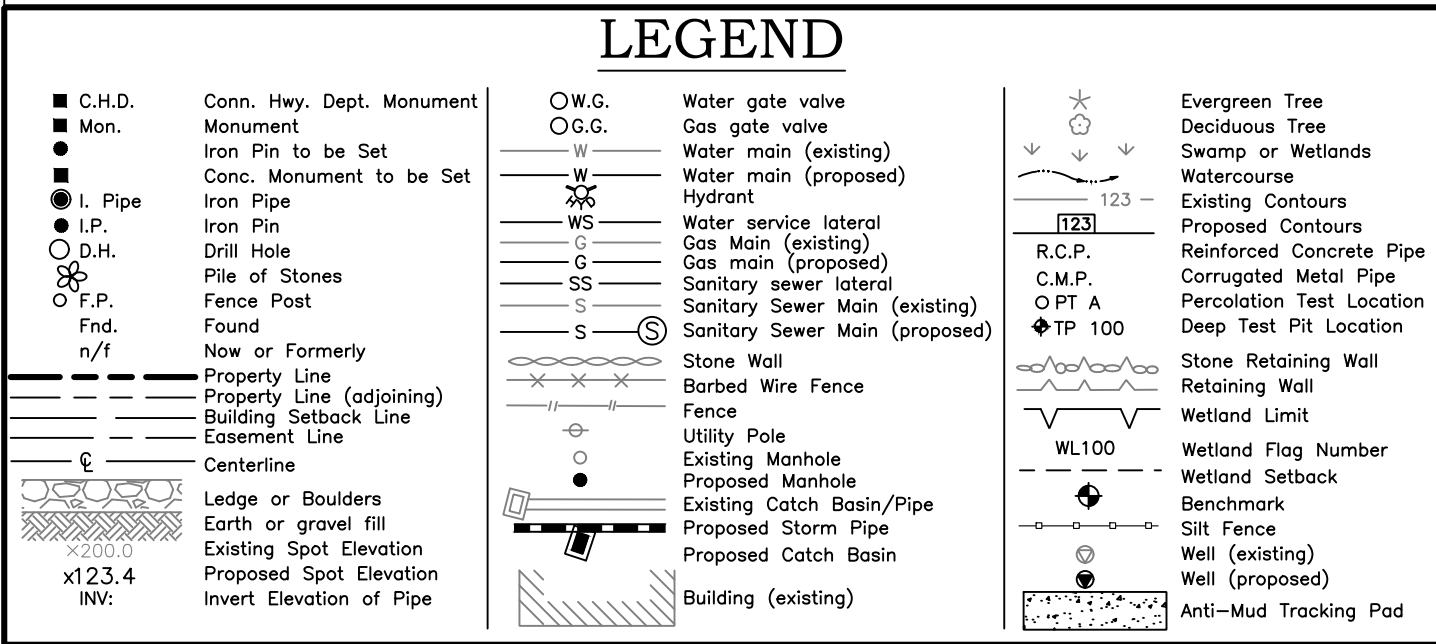 LEGEND
C.H.D. Conn. Hwy. Dept. Monument
Mon. Monument
Iron Pin to be Set
Conc. Monument to be Set
I. Pipe Iron Pipe
I.P. Iron Pin
D.H. Drill Hole
Pile of Stones
F.P. Fence Post
Fnd. Found
n/f Now or Formerly
Property Line
Property Line (adjoining)
Building Setback Line
Easement Line
℄ Centerline
Ledge or Boulders
Earth or gravel fill
×200.0 Existing Spot Elevation
x123.4 Proposed Spot Elevation
INV: Invert Elevation of Pipe
W.G. Water gate valve
G.G. Gas gate valve
W Water main (existing)
W Water main (proposed)
Hydrant
WS Water service lateral
G Gas Main (existing)
G Gas main (proposed)
SS Sanitary sewer lateral
S Sanitary Sewer Main (existing)
S S Sanitary Sewer Main (proposed)
Stone Wall
Barbed Wire Fence
Fence
Utility Pole
Existing Manhole
Proposed Manhole
Existing Catch Basin/Pipe
Proposed Storm Pipe
Proposed Catch Basin
Building (existing)
Evergreen Tree
Deciduous Tree
Swamp or Wetlands
Watercourse
123 Existing Contours
123 Proposed Contours
R.C.P. Reinforced Concrete Pipe
C.M.P. Corrugated Metal Pipe
PT A Percolation Test Location
TP 100 Deep Test Pit Location
Stone Retaining Wall
Retaining Wall
Wetland Limit
WL100 Wetland Flag Number
Wetland Setback
Benchmark
Silt Fence
Well (existing)
Well (proposed)
Anti-Mud Tracking Pad